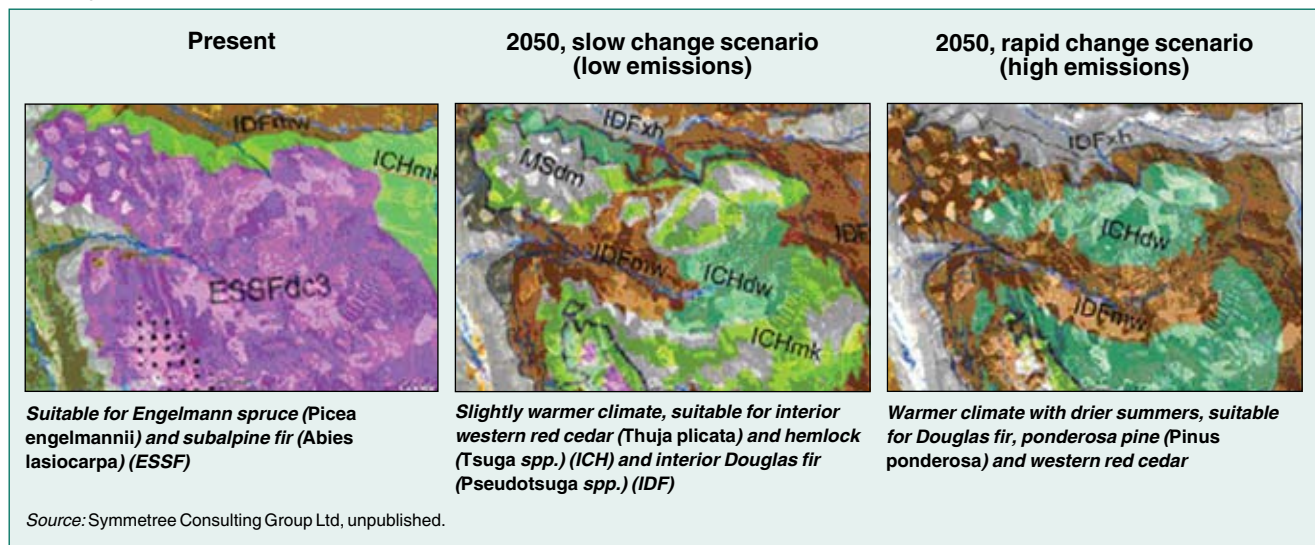 Present
2050, slow change scenario
(low emissions)
2050, rapid change scenario
(high emissions)
IDFmw
ICHmk
ESSFdc3
IDFxh
MSdm
IDF
IDFmw
ICHdw
ICHmk
IDFxh
ICHdw
IDFmw
Suitable for Engelmann spruce (Picea
engelmannii) and subalpine fir (Abies
lasiocarpa) (ESSF)
Slightly warmer climate, suitable for interior
western red cedar (Thuja plicata) and hemlock
(Tsuga spp.) (ICH) and interior Douglas fir
(Pseudotsuga spp.) (IDF)
Warmer climate with drier summers, suitable
for Douglas fir, ponderosa pine (Pinus
ponderosa) and western red cedar
Source: Symmetree Consulting Group Ltd, unpublished.